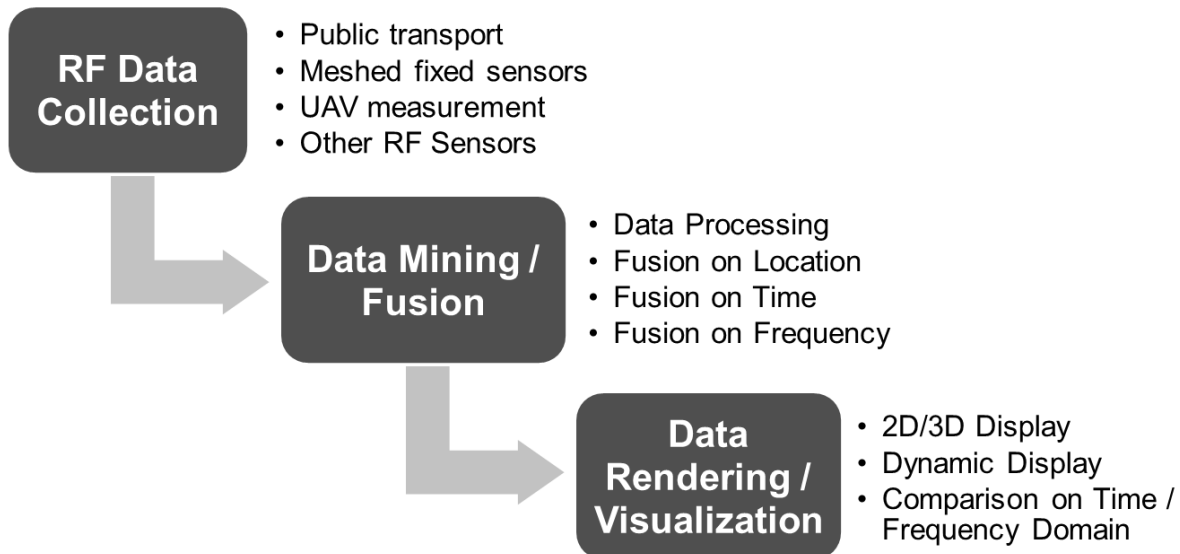 RF Data
Collection
• Public transport
• Meshed fixed sensors
• UAV measurement
• Other RF Sensors
Data Mining /
Fusion
• Data Processing
• Fusion on Location
• Fusion on Time
• Fusion on Frequency
Data
Rendering /
Visualization
• 2D/3D Display
• Dynamic Display
• Comparison on Time /
Frequency Domain